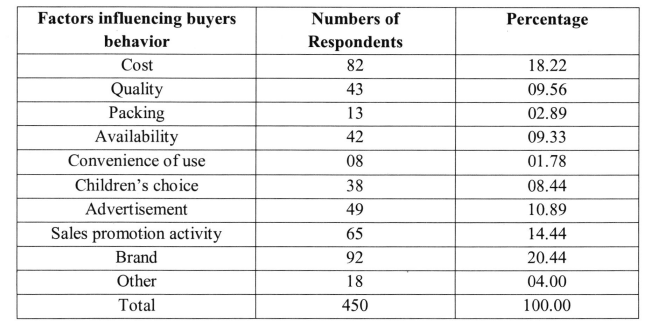 Factors influencing buyers behavior Numbers of Respondents Percentage
Cost 82 18.22
Quality 43 09.56
Packing 13 02.89
Availability 42 09.33
Convenience of use 08 01.78
Children's choice 38 08.44
Advertisement 49 10.89
Sales promotion activity 65 14.44
Brand 92 20.44
Other 18 04.00
Total 450 100.00